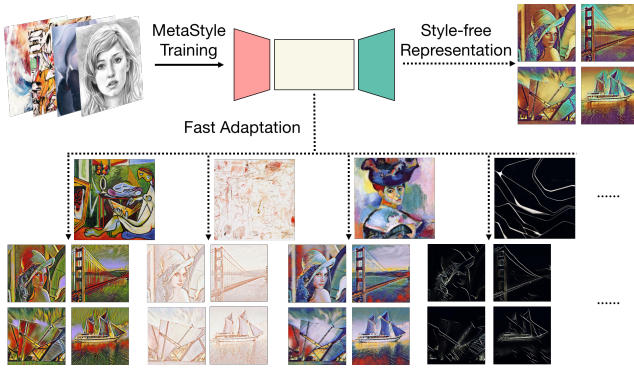 MetaStyle
Training
Style-free
Representation
Fast Adaptation
......
......